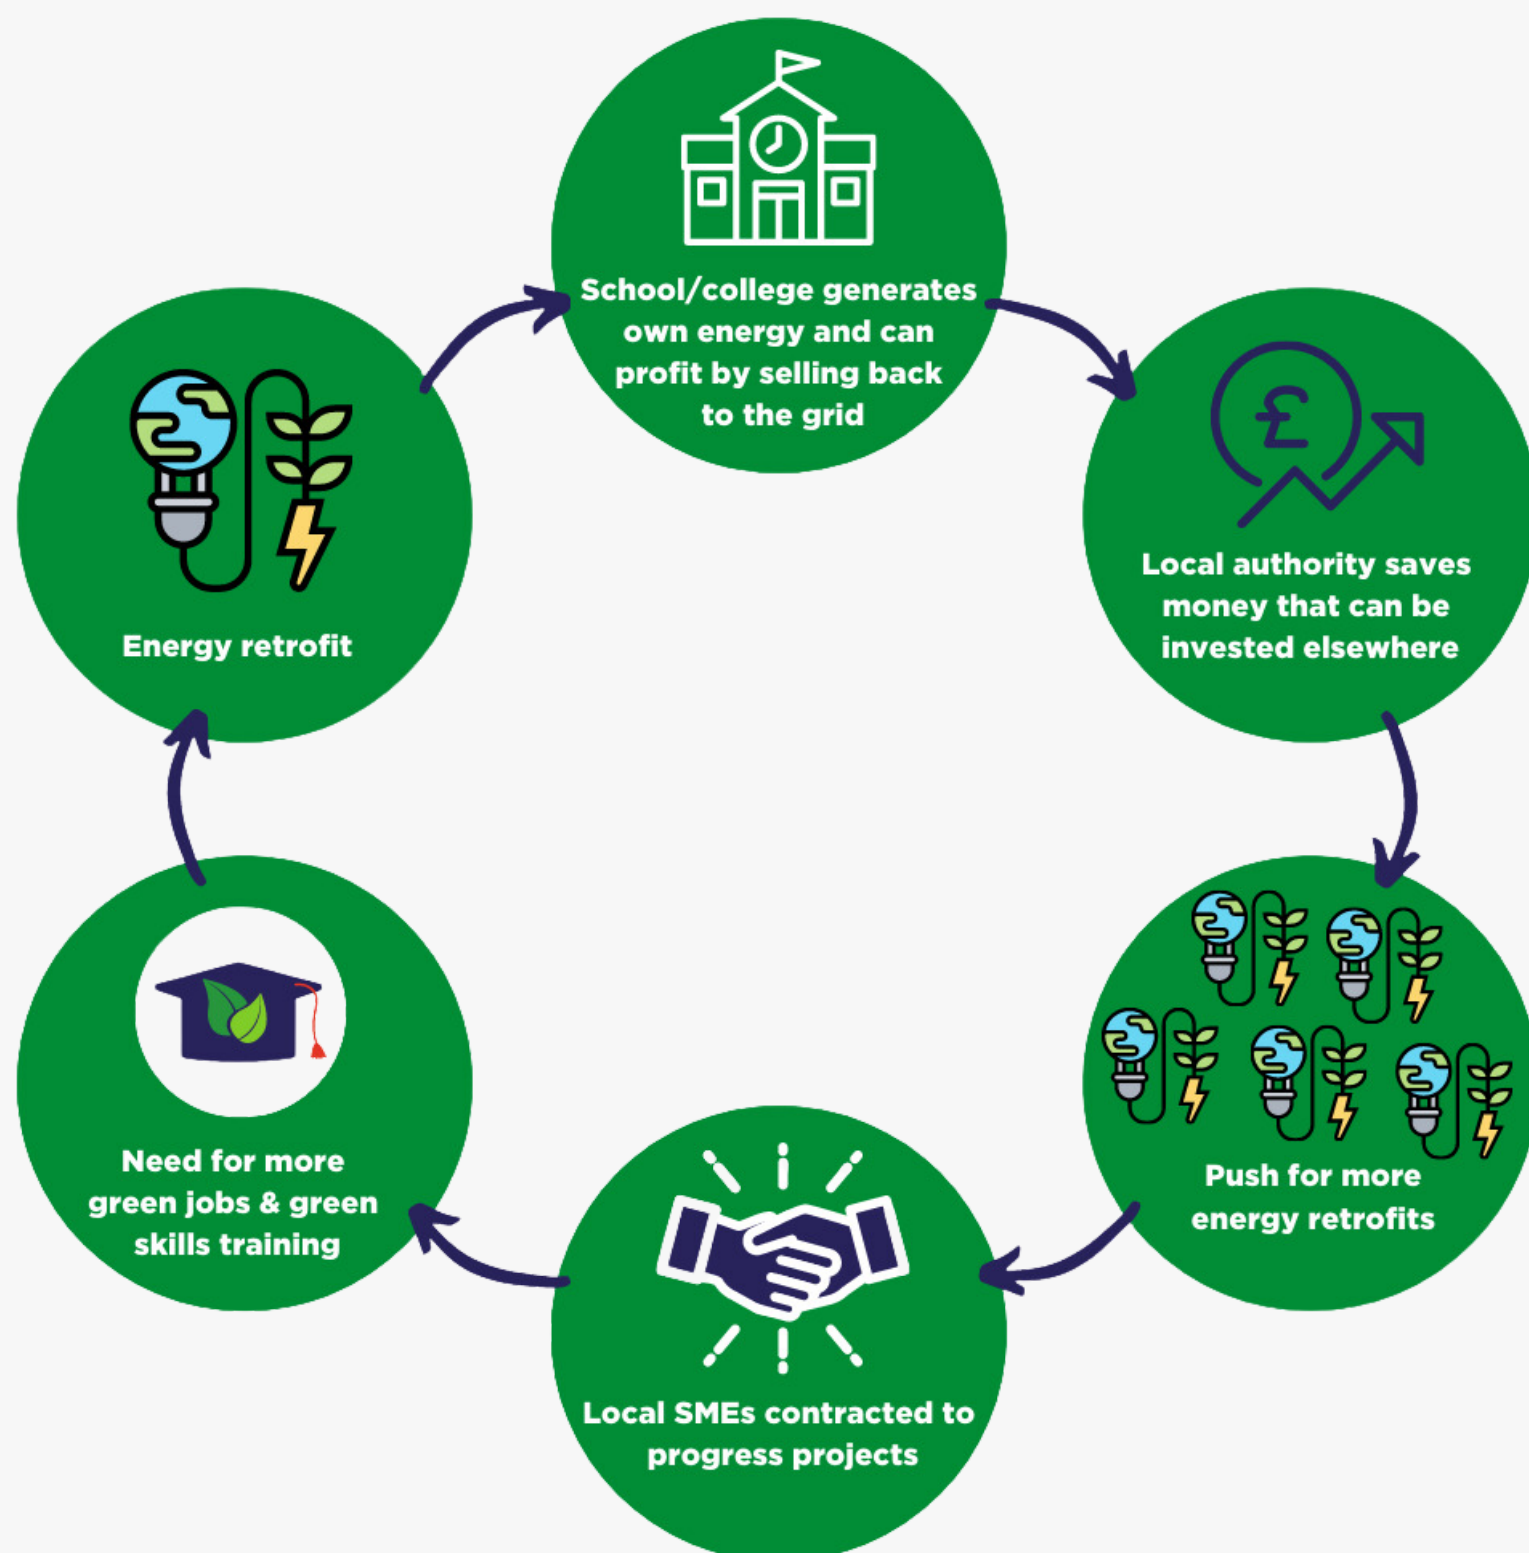 School/college generates
own energy and can
profit by selling back
to the grid
Local authority saves
money that can be
invested elsewhere
Push for more
energy retrofits
Local SMEs contracted to
progress projects
Need for more
green jobs & green
skills training
Energy retrofit
£